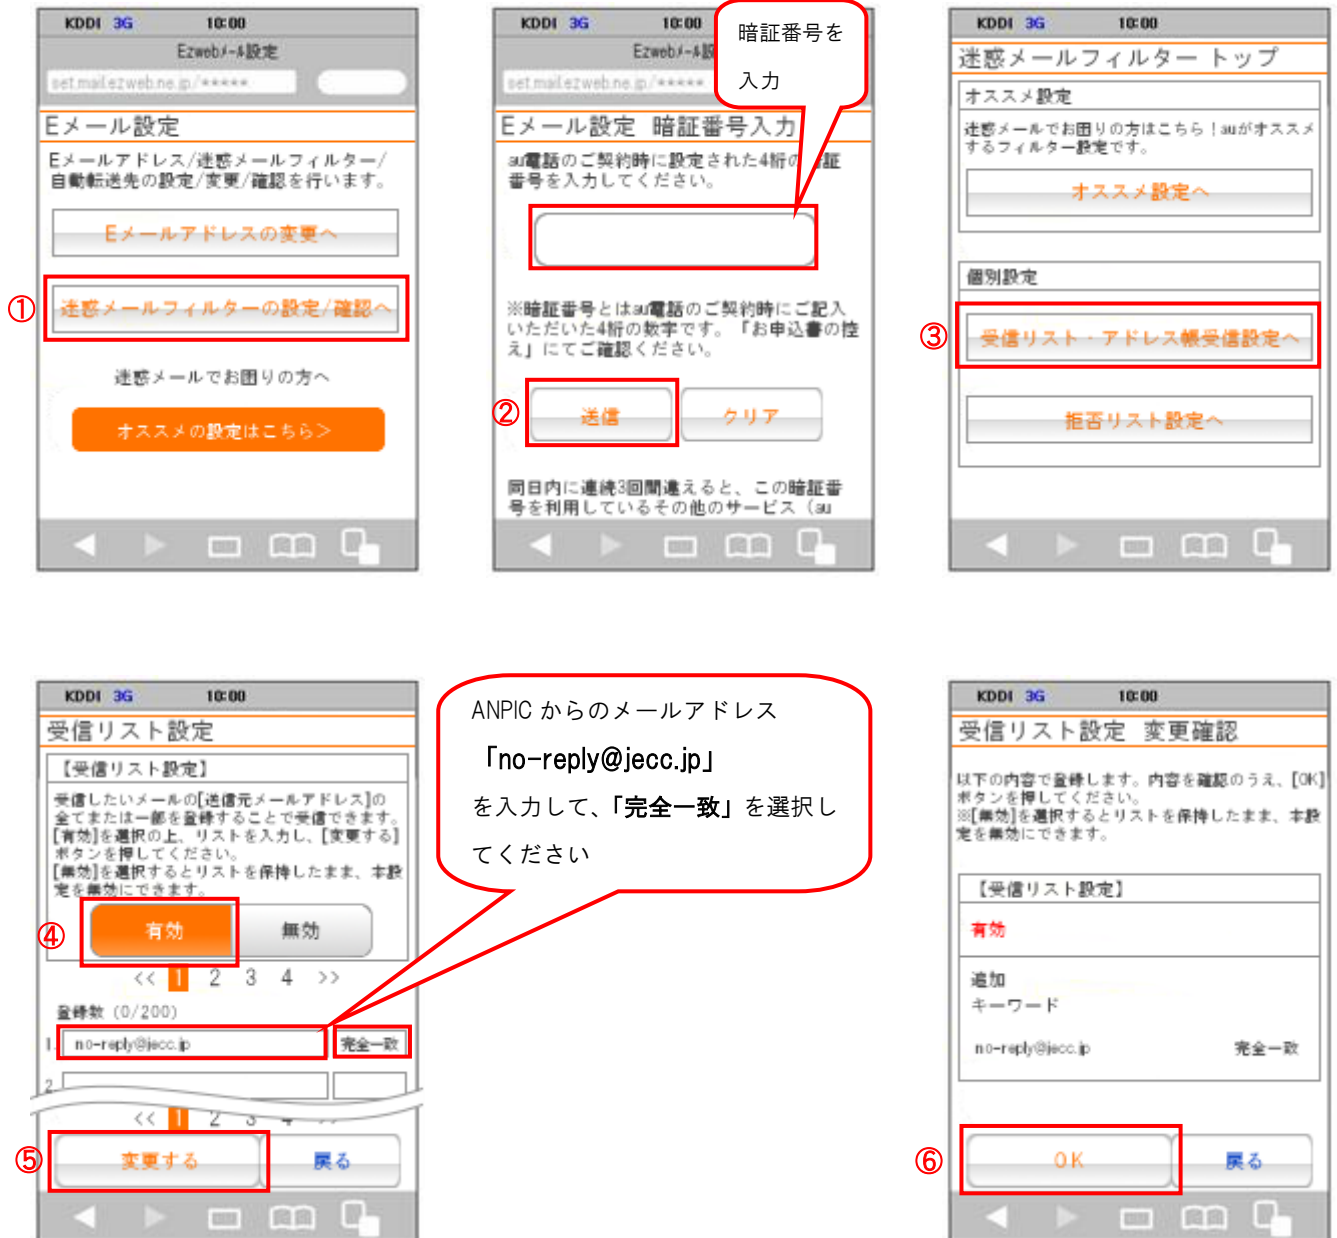 KDDI 3G 10:00
Ezwebメール設定
set.mail.ezweb.ne.jp/*****
Eメール設定
Eメールアドレス/迷惑メールフィルター/
自動転送先の設定/変更/確認を行います。
Eメールアドレスの変更へ
①
迷惑メールフィルターの設定/確認へ
迷惑メールでお困りの方へ
オススメの設定はこちら＞
KDDI 3G 10:00
Ezwebメール設
set.mail.ezweb.ne.jp/*****
暗証番号を
入力
Eメール設定 暗証番号入力
au電話のご契約時に設定された4桁の暗証
番号を入力してください。
※暗証番号とはau電話のご契約時にご記入
いただいた4桁の数字です。「お申込書の控
え」にてご確認ください。
②
送信
クリア
同日内に連続3回間違えると、この暗証番
号を利用しているその他のサービス（au
KDDI 3G 10:00
迷惑メールフィルター トップ
オススメ設定
迷惑メールでお困りの方はこちら！auがオススメ
するフィルター設定です。
オススメ設定へ
個別設定
③
受信リスト・アドレス帳受信設定へ
拒否リスト設定へ
KDDI 3G 10:00
受信リスト設定
【受信リスト設定】
受信したいメールの[送信元メールアドレス]の
全てまたは一部を登録することで受信できます。
[有効]を選択の上、リストを入力し、[変更する]
ボタンを押してください。
[無効]を選択するとリストを保持したまま、本設
定を無効にできます。
④
有効
無効
<< 1 2 3 4 >>
登録数 (0/200)
1. no-reply@jecc.jp 完全一致
2.
<< 1 2 3 4 >>
⑤
変更する
戻る
ANPIC からのメールアドレス
「no-reply@jecc.jp」
を入力して、「完全一致」を選択し
てください
KDDI 3G 10:00
受信リスト設定 変更確認
以下の内容で登録します。内容を確認のうえ、[OK]
ボタンを押してください。
※[無効]を選択するとリストを保持したまま、本設
定を無効にできます。
【受信リスト設定】
有効
追加
キーワード
no-reply@jecc.jp 完全一致
⑥
OK
戻る